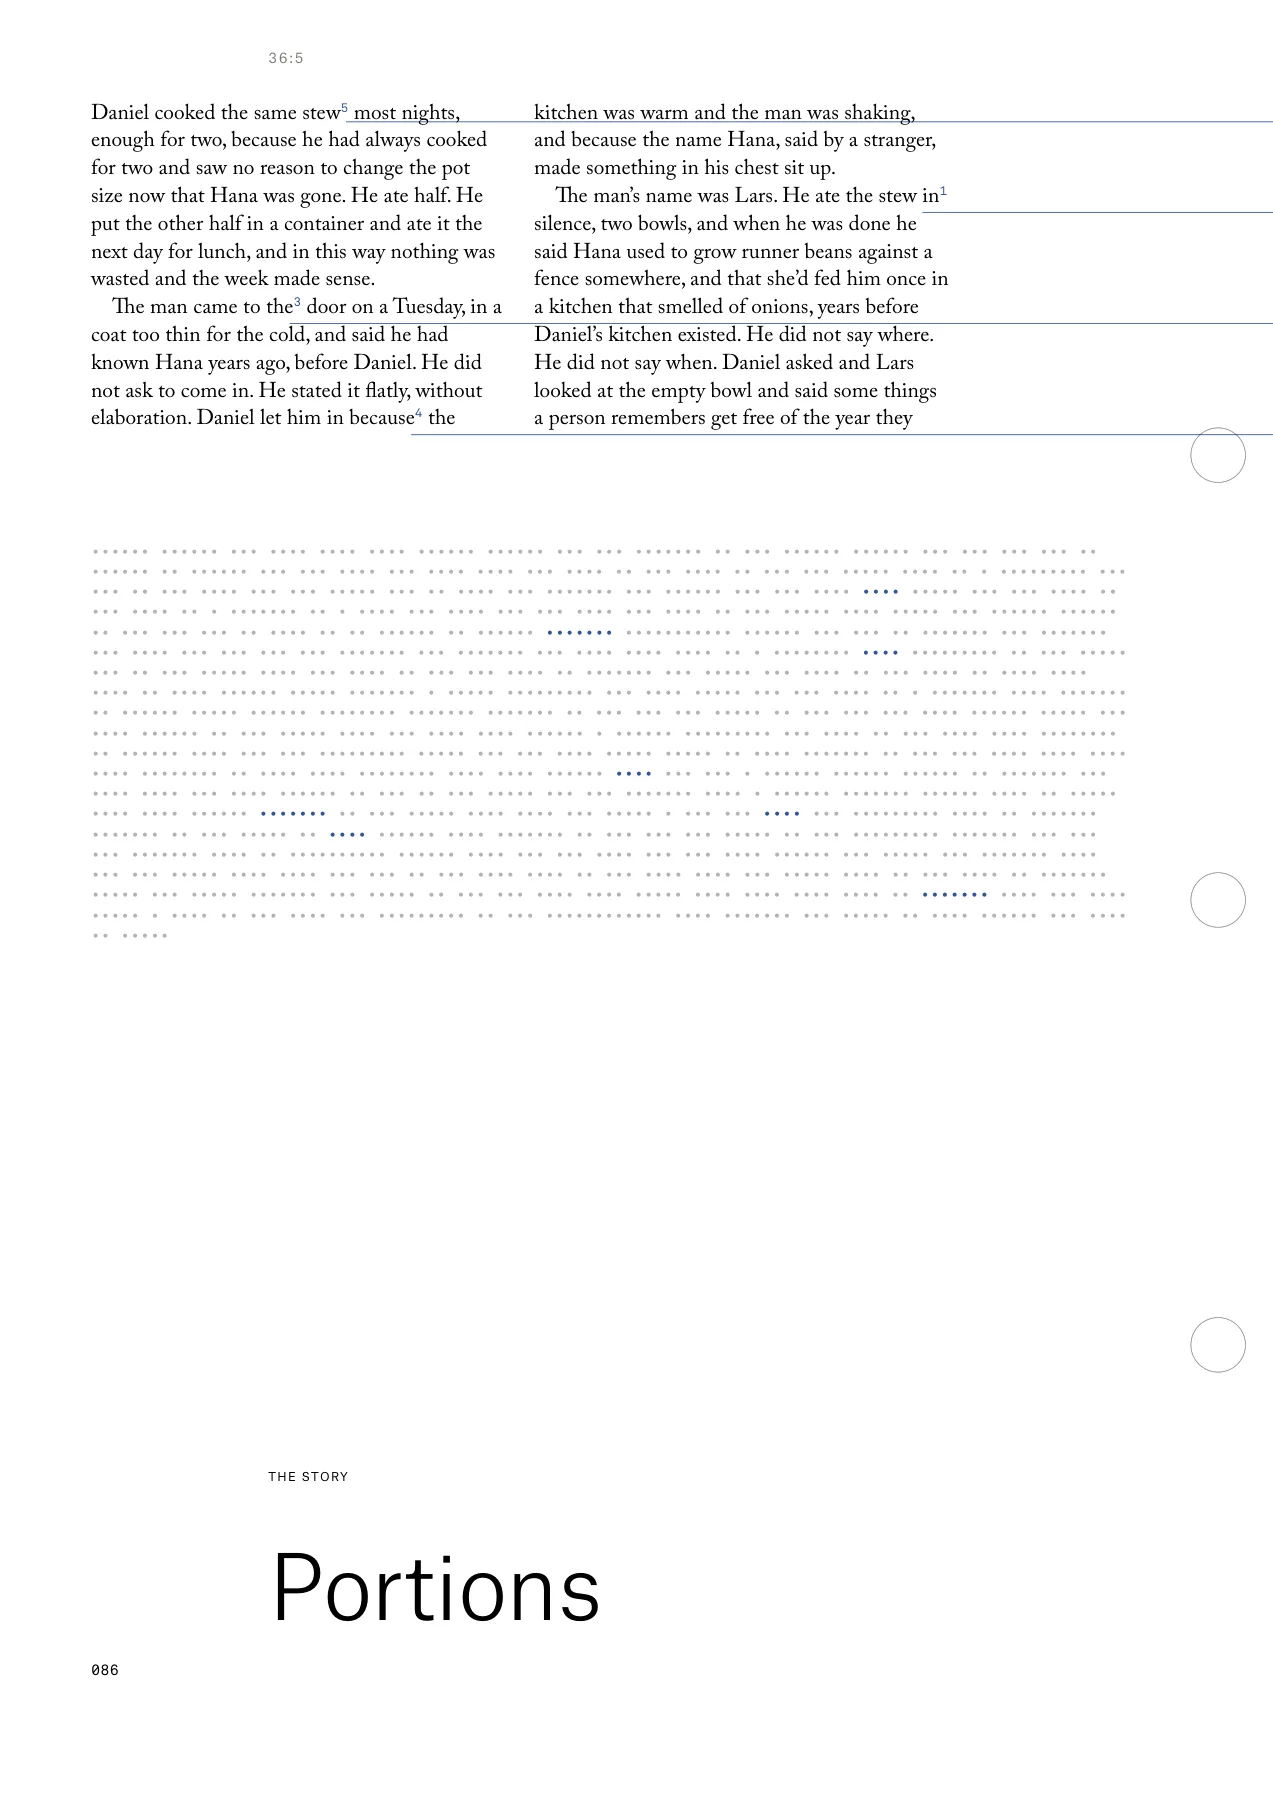 36:5
Daniel cooked the same stew⁵ most nights,
enough for two, because he had always cooked
for two and saw no reason to change the pot
size now that Hana was gone. He ate half. He
put the other half in a container and ate it the
next day for lunch, and in this way nothing was
wasted and the week made sense.
The man came to the³ door on a Tuesday, in a
coat too thin for the cold, and said he had
known Hana years ago, before Daniel. He did
not ask to come in. He stated it flatly, without
elaboration. Daniel let him in because⁴ the
kitchen was warm and the man was shaking,
and because the name Hana, said by a stranger,
made something in his chest sit up.
The man’s name was Lars. He ate the stew in¹
silence, two bowls, and when he was done he
said Hana used to grow runner beans against a
fence somewhere, and that she’d fed him once in
a kitchen that smelled of onions, years before
Daniel’s kitchen existed. He did not say where.
He did not say when. Daniel asked and Lars
looked at the empty bowl and said some things
a person remembers get free of the year they
THE STORY
Portions
086